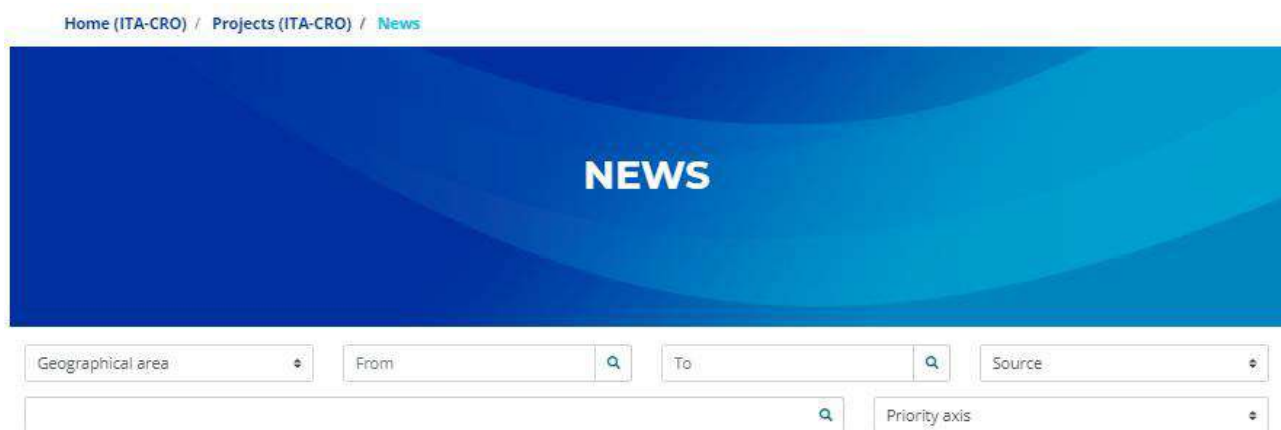 Home (ITA-CRO) / Projects (ITA-CRO) / News
NEWS
Geographical area From To Source
Priority axis